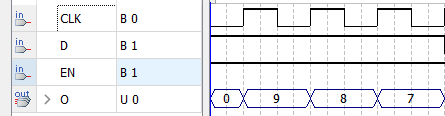 in CLK B 0
in D B 1
in EN B 1
out > O U 0
0 9 8 7